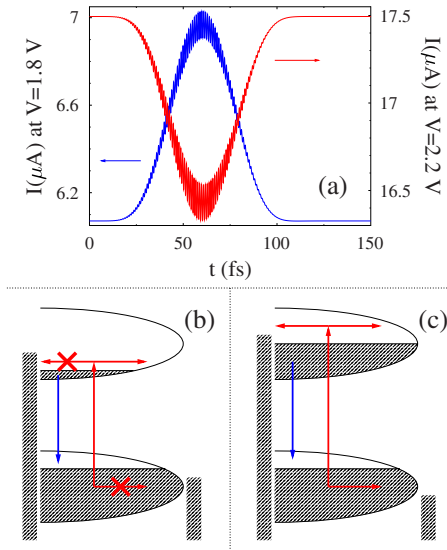 7
6.6
6.2
I(μA) at V=1.8 V
17.5
17
16.5
I(μA) at V=2.2 V
(a)
0
50
100
150
t (fs)
(b)
(c)